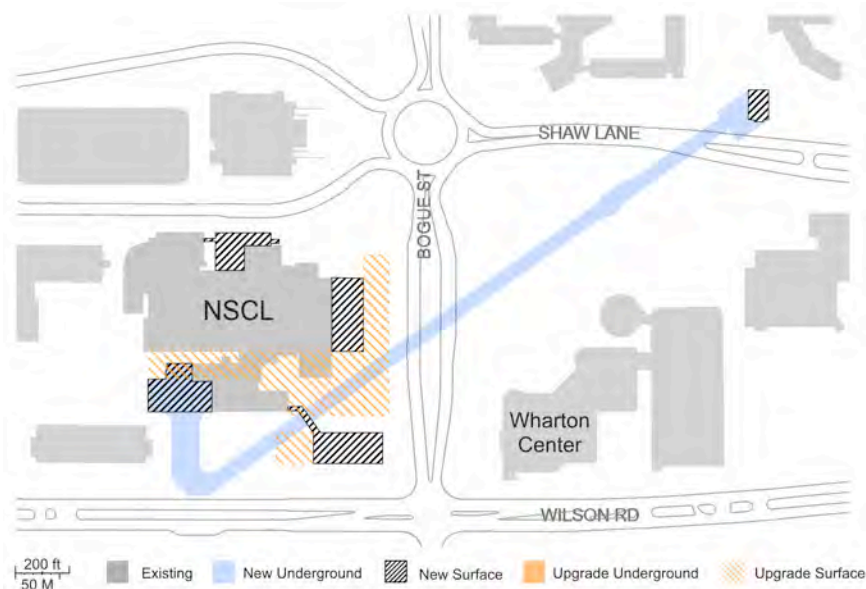 SHAW LANE
BOGUE ST
NSCL
Wharton
Center
WILSON RD
200 ft
50 M
Existing
New Underground
New Surface
Upgrade Underground
Upgrade Surface